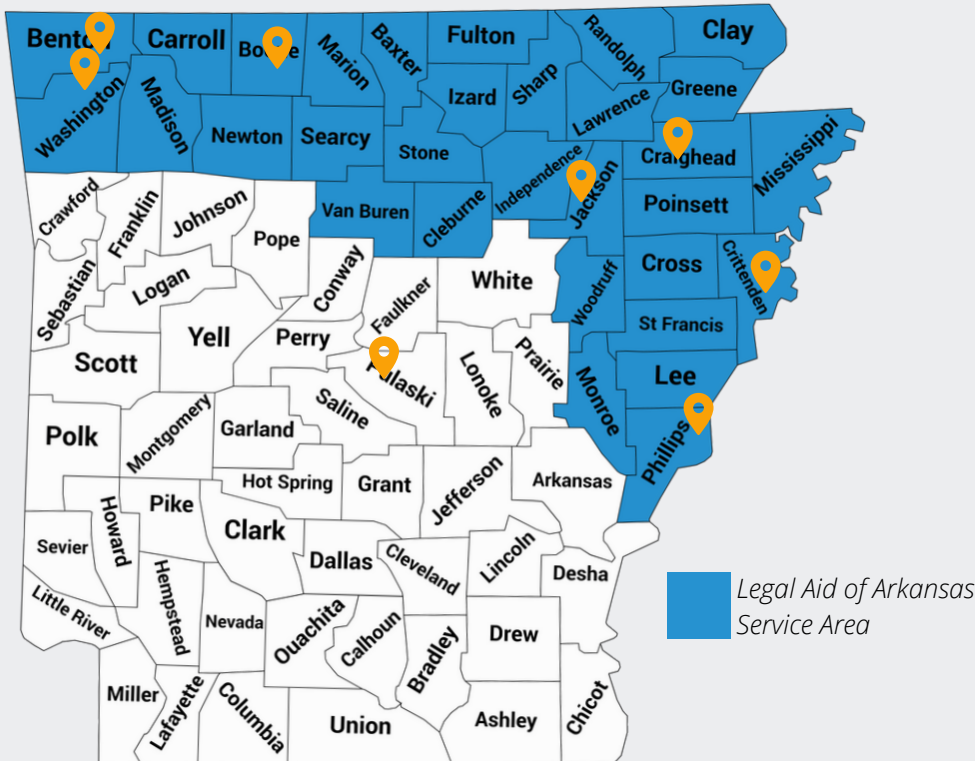 Benton
Carroll
Boone
Marion
Baxter
Fulton
Randolph
Clay
Washington
Madison
Newton
Searcy
Stone
Izard
Sharp
Lawrence
Greene
Independence
Jackson
Craighead
Mississippi
Van Buren
Cleburne
Poinsett
Crawford
Franklin
Johnson
Pope
Conway
Faulkner
White
Woodruff
Cross
Crittenden
Sebastian
Logan
Yell
Perry
St Francis
Scott
Pulaski
Lonoke
Prairie
Monroe
Lee
Polk
Montgomery
Garland
Saline
Phillips
Hot Spring
Grant
Jefferson
Arkansas
Howard
Pike
Clark
Sevier
Dallas
Cleveland
Lincoln
Desha
Little River
Hempstead
Nevada
Ouachita
Calhoun
Bradley
Drew
Miller
Lafayette
Columbia
Union
Ashley
Chicot
Legal Aid of Arkansas
Service Area